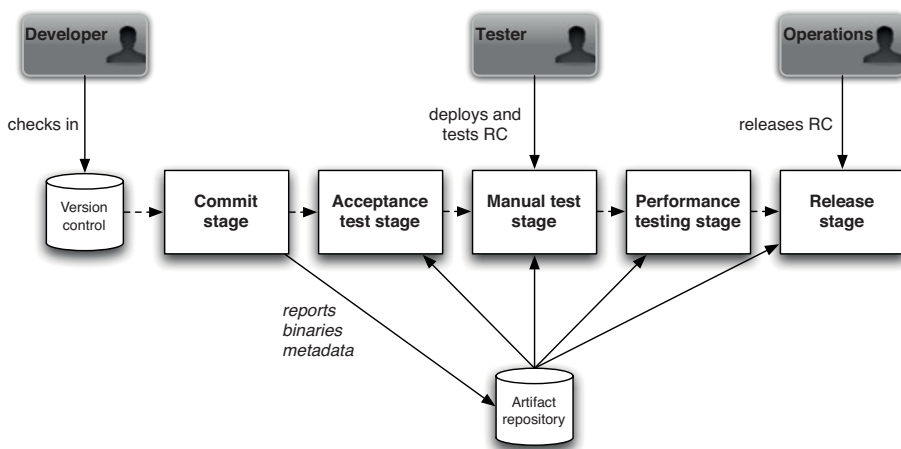 Developer
Tester
Operations
checks in
deploys and
tests RC
releases RC
Version
control
Commit
stage
Acceptance
test stage
Manual test
stage
Performance
testing stage
Release
stage
reports
binaries
metadata
Artifact
repository